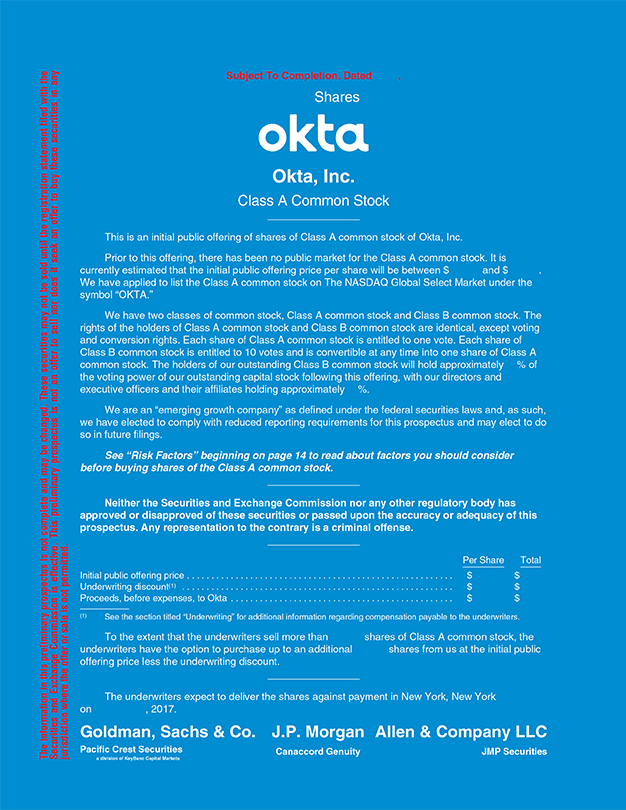 Subject To Completion. Dated          .
Shares
okta
Okta, Inc.
Class A Common Stock
This is an initial public offering of shares of Class A common stock of Okta, Inc.
Prior to this offering, there has been no public market for the Class A common stock. It is
currently estimated that the initial public offering price per share will be between $          and $          .
We have applied to list the Class A common stock on The NASDAQ Global Select Market under the
symbol “OKTA.”
We have two classes of common stock, Class A common stock and Class B common stock. The
rights of the holders of Class A common stock and Class B common stock are identical, except voting
and conversion rights. Each share of Class A common stock is entitled to one vote. Each share of
Class B common stock is entitled to 10 votes and is convertible at any time into one share of Class A
common stock. The holders of our outstanding Class B common stock will hold approximately     % of
the voting power of our outstanding capital stock following this offering, with our directors and
executive officers and their affiliates holding approximately     %.
We are an “emerging growth company” as defined under the federal securities laws and, as such,
we have elected to comply with reduced reporting requirements for this prospectus and may elect to do
so in future filings.
See “Risk Factors” beginning on page 14 to read about factors you should consider
before buying shares of the Class A common stock.
Neither the Securities and Exchange Commission nor any other regulatory body has
approved or disapproved of these securities or passed upon the accuracy or adequacy of this
prospectus. Any representation to the contrary is a criminal offense.
Per Share Total
Initial public offering price . . . . . . . . . . . . . . . . . . . . $ $
Underwriting discount(1) . . . . . . . . . . . . . . . . . . . . $ $
Proceeds, before expenses, to Okta . . . . . . . . . . . . . . . . . . . . $ $
(1) See the section titled “Underwriting” for additional information regarding compensation payable to the underwriters.
To the extent that the underwriters sell more than          shares of Class A common stock, the
underwriters have the option to purchase up to an additional          shares from us at the initial public
offering price less the underwriting discount.
The underwriters expect to deliver the shares against payment in New York, New York
on          , 2017.
Goldman, Sachs & Co. J.P. Morgan Allen & Company LLC
Pacific Crest Securities Canaccord Genuity JMP Securities
a division of KeyBanc Capital Markets
The information in this preliminary prospectus is not complete and may be changed. These securities may not be sold until the registration statement filed with the
Securities and Exchange Commission is effective. This preliminary prospectus is not an offer to sell nor does it seek an offer to buy these securities in any
jurisdiction where the offer or sale is not permitted.